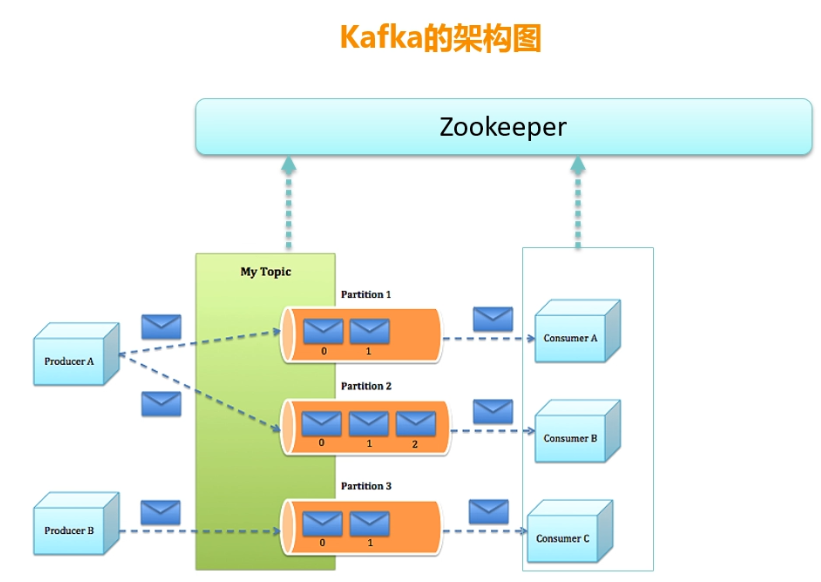 Kafka的架构图
Zookeeper
My Topic
Partition 1
0 1
Producer A
Consumer A
Partition 2
0 1 2
Consumer B
Partition 3
0 1
Producer B
Consumer C